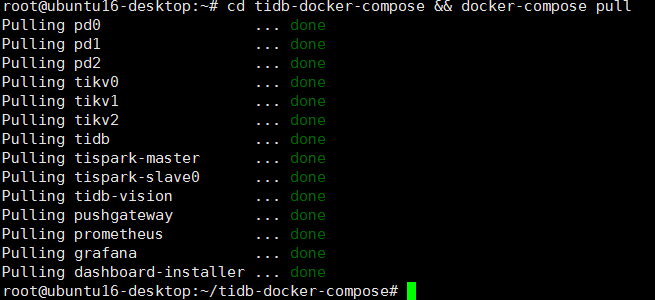 root@ubuntu16-desktop:~# cd tidb-docker-compose && docker-compose pull
Pulling pd0               ... done
Pulling pd1               ... done
Pulling pd2               ... done
Pulling tikv0             ... done
Pulling tikv1             ... done
Pulling tikv2             ... done
Pulling tidb              ... done
Pulling tispark-master    ... done
Pulling tispark-slave0    ... done
Pulling tidb-vision       ... done
Pulling pushgateway       ... done
Pulling prometheus        ... done
Pulling grafana           ... done
Pulling dashboard-installer ... done
root@ubuntu16-desktop:~/tidb-docker-compose#